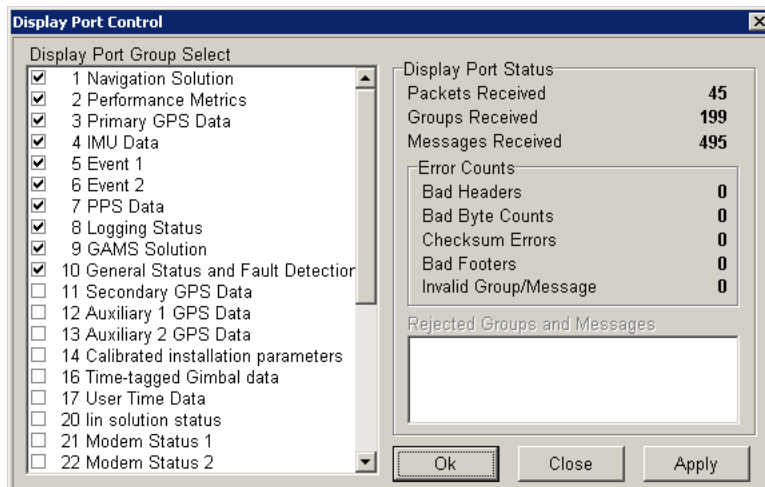 Display Port Control
Display Port Group Select
1 Navigation Solution
2 Performance Metrics
3 Primary GPS Data
4 IMU Data
5 Event 1
6 Event 2
7 PPS Data
8 Logging Status
9 GAMS Solution
10 General Status and Fault Detection
11 Secondary GPS Data
12 Auxiliary 1 GPS Data
13 Auxiliary 2 GPS Data
14 Calibrated installation parameters
16 Time-tagged Gimbal data
17 User Time Data
20 Iin solution status
21 Modem Status 1
22 Modem Status 2
Display Port Status
Packets Received 45
Groups Received 199
Messages Received 495
Error Counts
Bad Headers 0
Bad Byte Counts 0
Checksum Errors 0
Bad Footers 0
Invalid Group/Message 0
Rejected Groups and Messages
Ok Close Apply